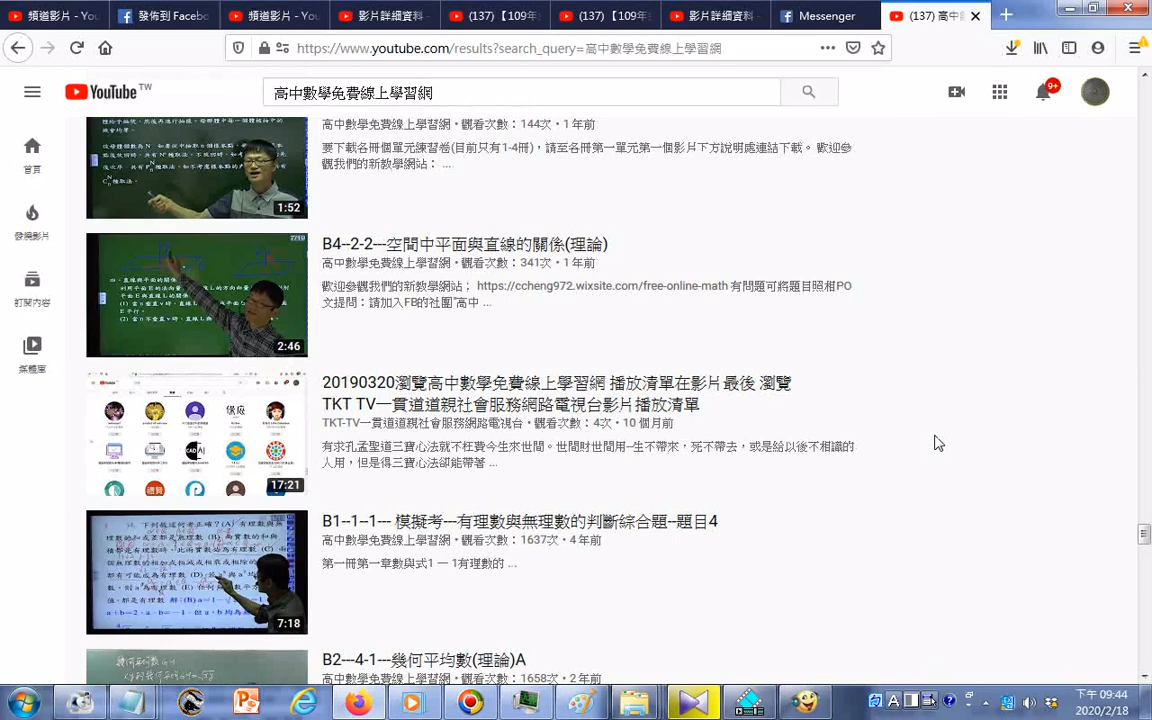 頻道影片 - You
發佈到 Facebo
頻道影片 - You
影片詳細資料 -
(137) 【109年
(137) 【109年
影片詳細資料 -
Messenger
(137) 高中
https://www.youtube.com/results?search_query=高中數學免費線上學習網
YouTube TW
高中數學免費線上學習網
9+
首頁
發燒影片
訂閱內容
媒體庫
高中數學免費線上學習網 • 觀看次數：144次 • 1 年前
要下載各冊個單元練習卷(目前只有1-4冊)，請至各冊第一單元第一個影片下方說明處連結下載。 歡迎參
觀我們的新教學網站： ...
1:52
B4--2-2---空間中平面與直線的關係(理論)
高中數學免費線上學習網 • 觀看次數：341次 • 1 年前
歡迎參觀我們的新教學網站； https://ccheng972.wixsite.com/free-online-math 有問題可將題目照相PO
文提問：請加入FB的社團"高中 ...
2:46
20190320瀏覽高中數學免費線上學習網 播放清單在影片最後 瀏覽
TKT TV一貫道道親社會服務網路電視台影片播放清單
TKT-TV一貫道道親社會服務網路電視台 • 觀看次數：4次 • 10 個月前
有求孔孟聖道三寶心法就不枉費今生來世間。世間財世間用─生不帶來，死不帶去，或是給以後不相識的
人用，但是得三寶心法卻能帶著 ...
17:21
B1--1--1--- 模擬考---有理數與無理數的判斷綜合題--題目4
高中數學免費線上學習網 • 觀看次數：1637次 • 4 年前
第一冊第一章數與式1 一 1有理數的 ...
7:18
B2---4-1---幾何平均數(理論)A
高中數學免費線上學習網 • 觀看次數：1658次 • 2 年前
下午 09:44
2020/2/18